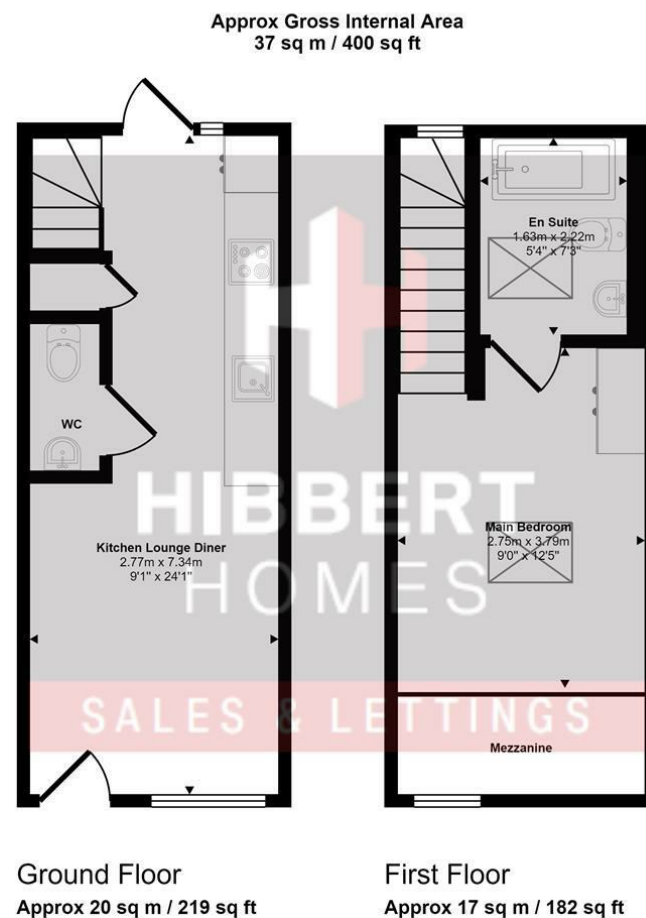 Approx Gross Internal Area
37 sq m / 400 sq ft
En Suite
1.63m x 2.22m
5'4" x 7'3"
WC
HIBBERT
HOMES
Kitchen Lounge Diner
2.77m x 7.34m
9'1" x 24'1"
Main Bedroom
2.75m x 3.79m
9'0" x 12'5"
SALES & LETTINGS
Mezzanine
Ground Floor
Approx 20 sq m / 219 sq ft
First Floor
Approx 17 sq m / 182 sq ft